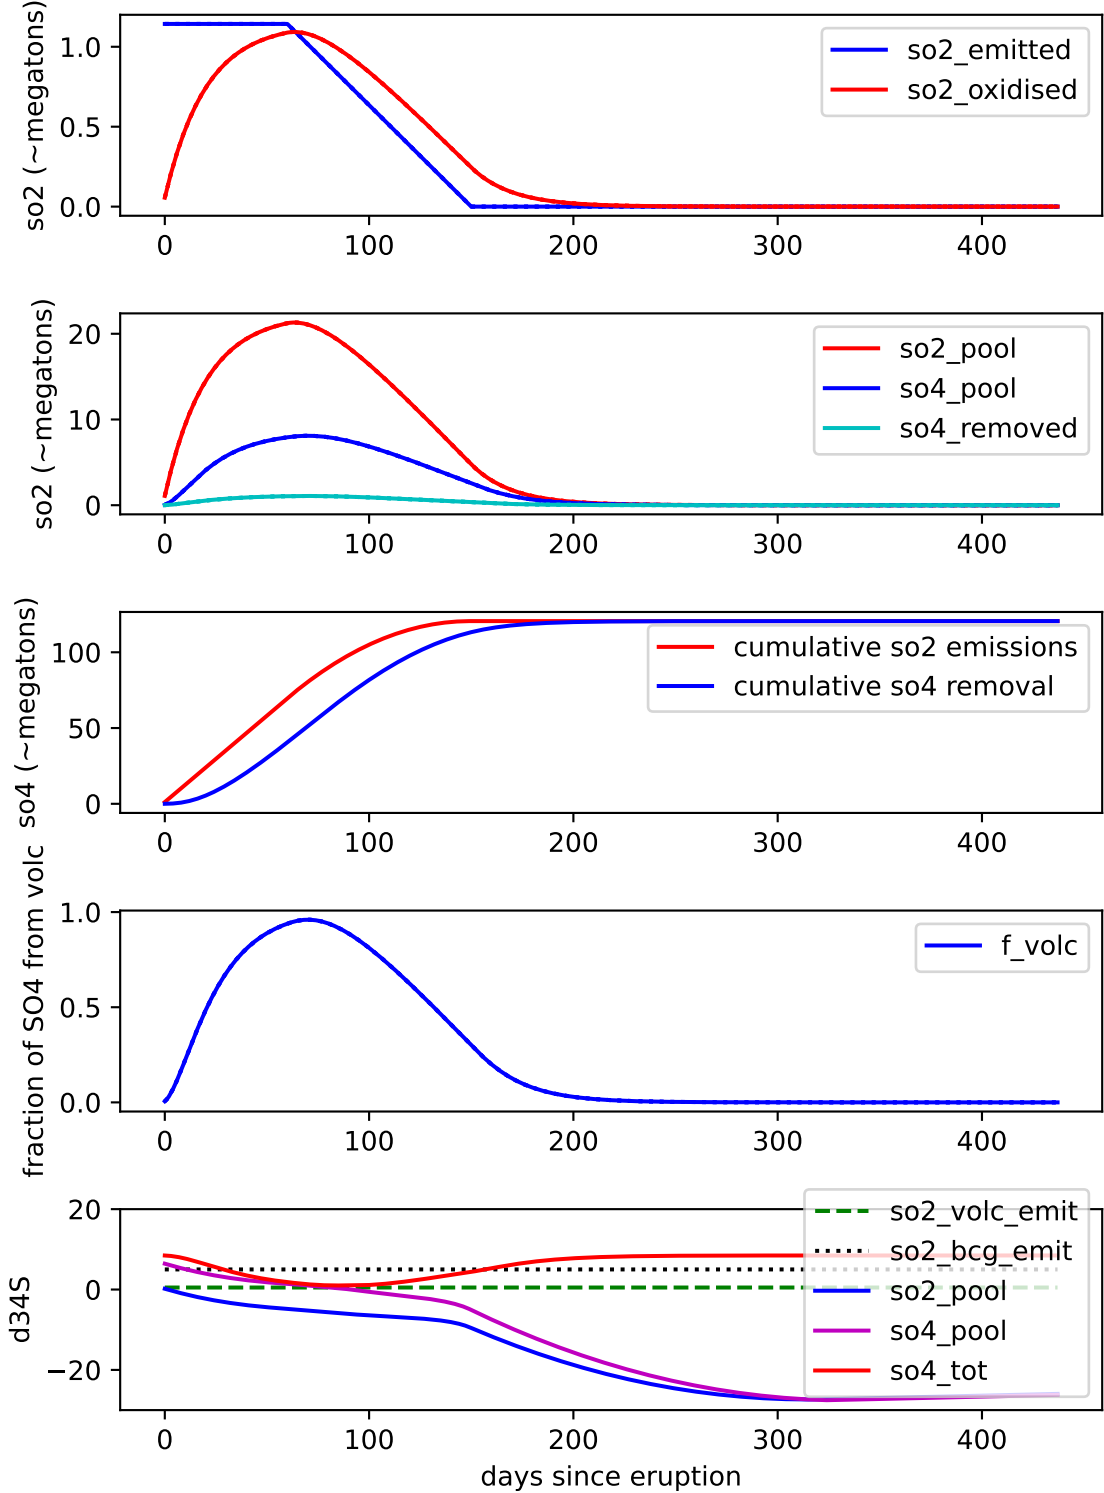 so2 (~megatons)
1.0
0.5
0.0
so2_emitted
so2_oxidised
0 100 200 300 400
so2 (~megatons)
20
10
0
so2_pool
so4_pool
so4_removed
0 100 200 300 400
so4 (~megatons)
100
50
0
cumulative so2 emissions
cumulative so4 removal
0 100 200 300 400
fraction of SO4 from volc
1.0
0.5
0.0
f_volc
0 100 200 300 400
d34S
20
0
−20
so2_volc_emit
so2_bcg_emit
so2_pool
so4_pool
so4_tot
0 100 200 300 400
days since eruption